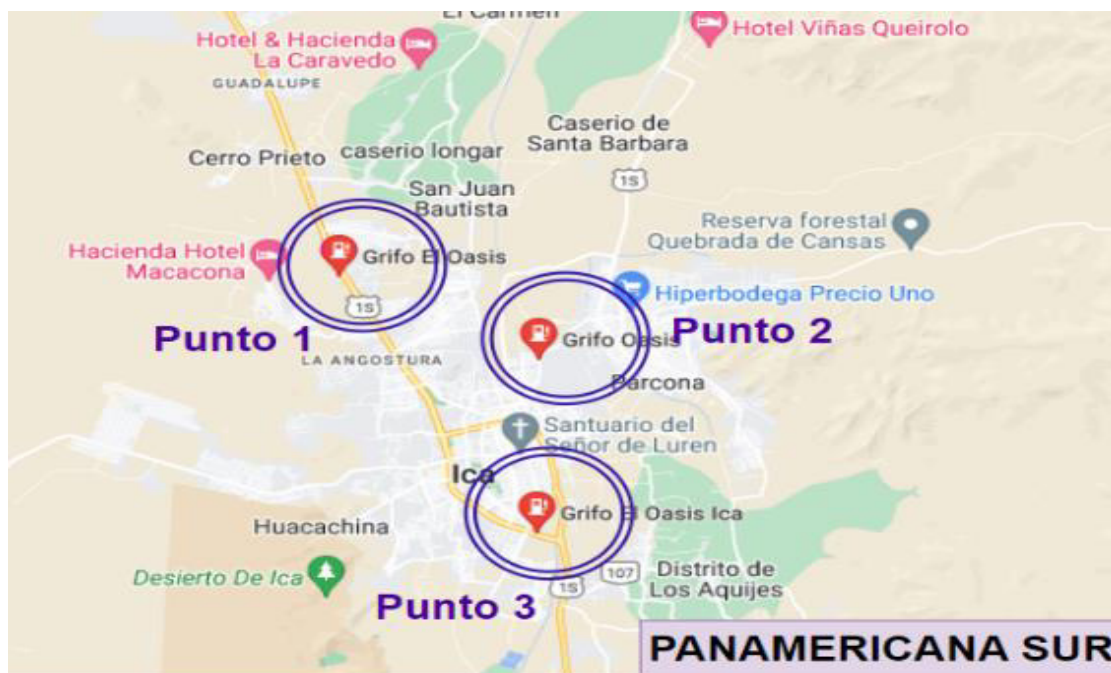 El Carmen
Hotel & Hacienda
La Caravedo
Hotel Viñas Queirolo
GUADALUPE
Caserio de
Santa Barbara
Cerro Prieto
caserio longar
1S
San Juan
Bautista
Reserva forestal
Quebrada de Cansas
Hacienda Hotel
Macacona
Grifo El Oasis
1S
Hiperbodega Precio Uno
Punto 1
Grifo Oasis
Punto 2
LA ANGOSTURA
Parcona
Santuario del
Señor de Luren
Ica
Grifo El Oasis Ica
Huacachina
Desierto De Ica
1S
107
Distrito de
Los Aquijes
Punto 3
PANAMERICANA SUR